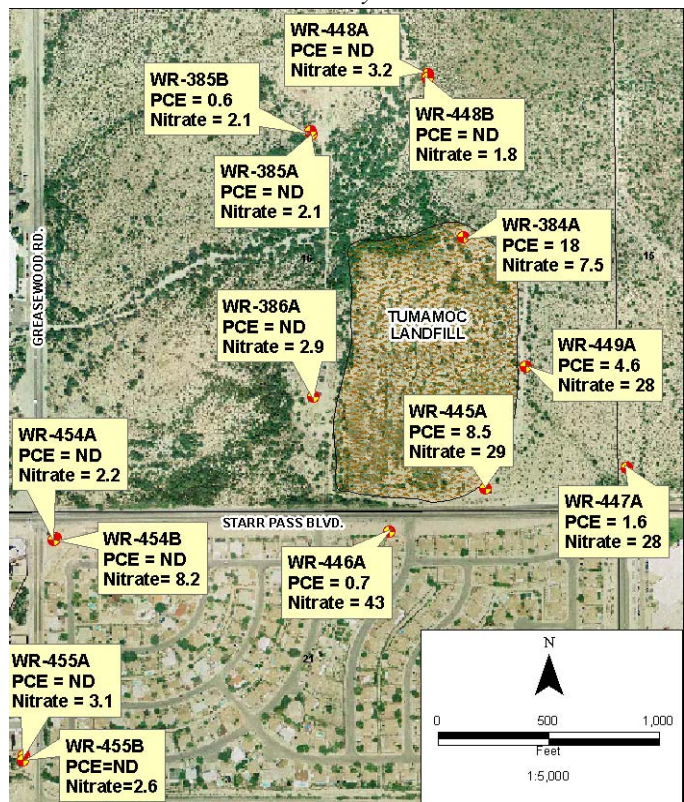 WR-448A
PCE = ND
Nitrate = 3.2
WR-385B
PCE = 0.6
Nitrate = 2.1
WR-448B
PCE = ND
Nitrate = 1.8
WR-385A
PCE = ND
Nitrate = 2.1
WR-384A
PCE = 18
Nitrate = 7.5
15
GREASEWOOD RD.
WR-386A
PCE = ND
Nitrate = 2.9
TUMAMOC
LANDFILL
WR-449A
PCE = 4.6
Nitrate = 28
WR-445A
PCE = 8.5
Nitrate = 29
WR-454A
PCE = ND
Nitrate = 2.2
WR-447A
PCE = 1.6
Nitrate = 28
STARR PASS BLVD.
WR-454B
PCE = ND
Nitrate= 8.2
WR-446A
PCE = 0.7
Nitrate = 43
21
WR-455A
PCE = ND
Nitrate = 3.1
WR-455B
PCE=ND
Nitrate=2.6
N
0 500 1,000
Feet
1:5,000